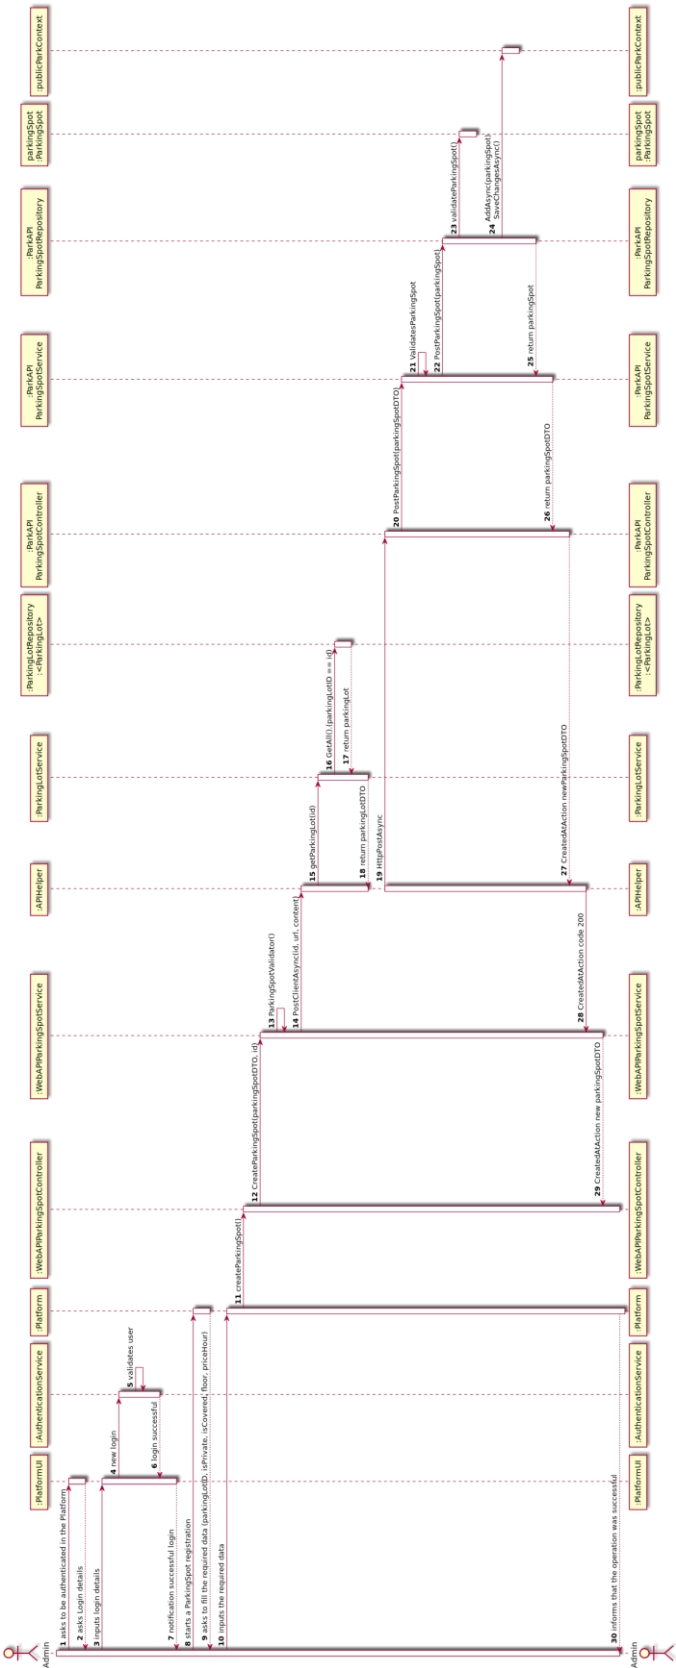 Admin
:PlatformUI
:AuthenticationService
:Platform
:WebAPIParkingSpotController
:WebAPIParkingSpotService
:APIHelper
:ParkingLotService
:ParkingLotRepository
:<ParkingLot>
:ParkAPI
ParkingSpotController
:ParkAPI
ParkingSpotService
:ParkAPI
ParkingSpotRepository
parkingSpot
:ParkingSpot
:publicParkContext
1 asks to be authenticated in the Platform
2 asks Login details
3 inputs login details
4 new login
5 validates user
6 login successful
7 notification successful login
8 starts a ParkingSpot registration
9 asks to fill the required data (parkingLotID, isPrivate, isCovered, floor, priceHour)
10 inputs the required data
11 createParkingSpot()
12 CreateParkingSpot(parkingSpotDTO, id)
13 ParkingSpotValidator()
14 PostClientAsync(id, url, content)
15 getParkingLot(id)
16 GetAll().(parkingLotID == id)
17 return parkingLot
18 return parkingLotDTO
19 HttpPostAsync
20 PostParkingSpot(parkingSpotDTO)
21 ValidatesParkingSpot
22 PostParkingSpot(parkingSpot)
23 validateParkingSpot()
24 AddAsync(parkingSpot)
SaveChangesAsync()
25 return parkingSpot
26 return parkingSpotDTO
27 CreatedAtAction newParkingSpotDTO
28 CreatedAtAction code 200
29 CreatedAtAction new parkingSpotDTO
30 informs that the operation was successful
Admin
:PlatformUI
:AuthenticationService
:Platform
:WebAPIParkingSpotController
:WebAPIParkingSpotService
:APIHelper
:ParkingLotService
:ParkingLotRepository
:<ParkingLot>
:ParkAPI
ParkingSpotController
:ParkAPI
ParkingSpotService
:ParkAPI
ParkingSpotRepository
parkingSpot
:ParkingSpot
:publicParkContext